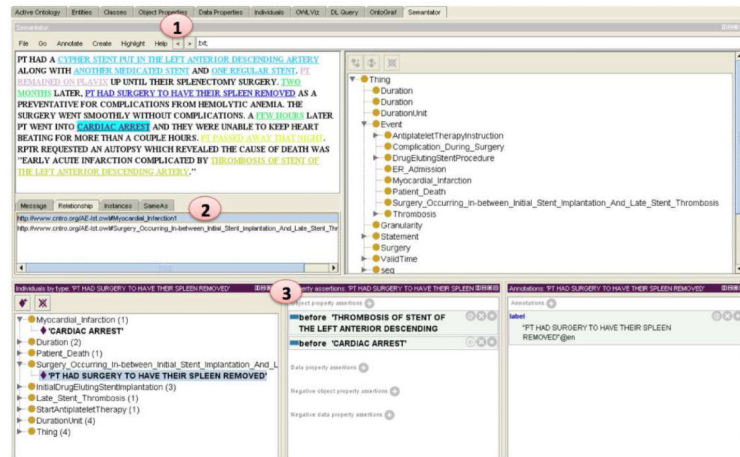 Active Ontology Entities Classes Object Properties Data Properties Individuals OWLViz DL Query OntoGraf Semantator
Semantator
1
File Go Annotate Create Highlight Help < > txt;
PT HAD A CYPHER STENT PUT IN THE LEFT ANTERIOR DESCENDING ARTERY
ALONG WITH ANOTHER MEDICATED STENT AND ONE REGULAR STENT. PT
REMAINED ON PLAVIX UP UNTIL THEIR SPLENECTOMY SURGERY. TWO
MONTHS LATER, PT HAD SURGERY TO HAVE THEIR SPLEEN REMOVED AS A
PREVENTATIVE FOR COMPLICATIONS FROM HEMOLYTIC ANEMIA. THE
SURGERY WENT SMOOTHLY WITHOUT COMPLICATIONS. A FEW HOURS LATER
PT WENT INTO CARDIAC ARREST AND THEY WERE UNABLE TO KEEP HEART
BEATING FOR MORE THAN A COUPLE HOURS. PT PASSED AWAY THAT NIGHT.
RPTR REQUESTED AN AUTOPSY WHICH REVEALED THE CAUSE OF DEATH WAS
"EARLY ACUTE INFARCTION COMPLICATED BY THROMBOSIS OF STENT OF
THE LEFT ANTERIOR DESCENDING ARTERY."
Thing
Duration
Duration
DurationUnit
Event
AntiplateletTherapyInstruction
Complication_During_Surgery
DrugElutingStentProcedure
ER_Admission
Myocardial_Infarction
Patient_Death
Surgery_Occurring_In-between_Initial_Stent_Implantation_And_Late_Stent_Thrombosis
Thrombosis
Granularity
Statement
Surgery
ValidTime
seg
Message Relationship Instances SameAs
2
http://www.cntro.org/AE-lst.owl#Myocardial_Infarction1
http://www.cntro.org/AE-lst.owl#Surgery_Occurring_In-between_Initial_Stent_Implantation_And_Late_Stent_Thr
Individuals by type: 'PT HAD SURGERY TO HAVE THEIR SPLEEN REMOVED'
Myocardial_Infarction (1)
'CARDIAC ARREST'
Duration (2)
Patient_Death (1)
Surgery_Occurring_In-between_Initial_Stent_Implantation_And_L
'PT HAD SURGERY TO HAVE THEIR SPLEEN REMOVED'
InitialDrugElutingStentImplantation (3)
Late_Stent_Thrombosis (1)
StartAntiplateletTherapy (1)
DurationUnit (4)
Thing (4)
3
perty assertions: 'PT HAD SURGERY TO HAVE THEIR SPLEEN
Object property assertions
before 'THROMBOSIS OF STENT OF
THE LEFT ANTERIOR DESCENDING
before 'CARDIAC ARREST'
Data property assertions
Negative object property assertions
Negative data property assertions
Annotations: 'PT HAD SURGERY TO HAVE THEIR SPLEEN REMOVED'
Annotations
label
"PT HAD SURGERY TO HAVE THEIR SPLEEN
REMOVED"@en